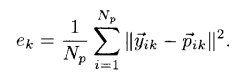 $e_k = \frac{1}{N_p} \sum_{i=1}^{N_p} \|\vec{y}_{ik} - \vec{p}_{ik}\|^2.$